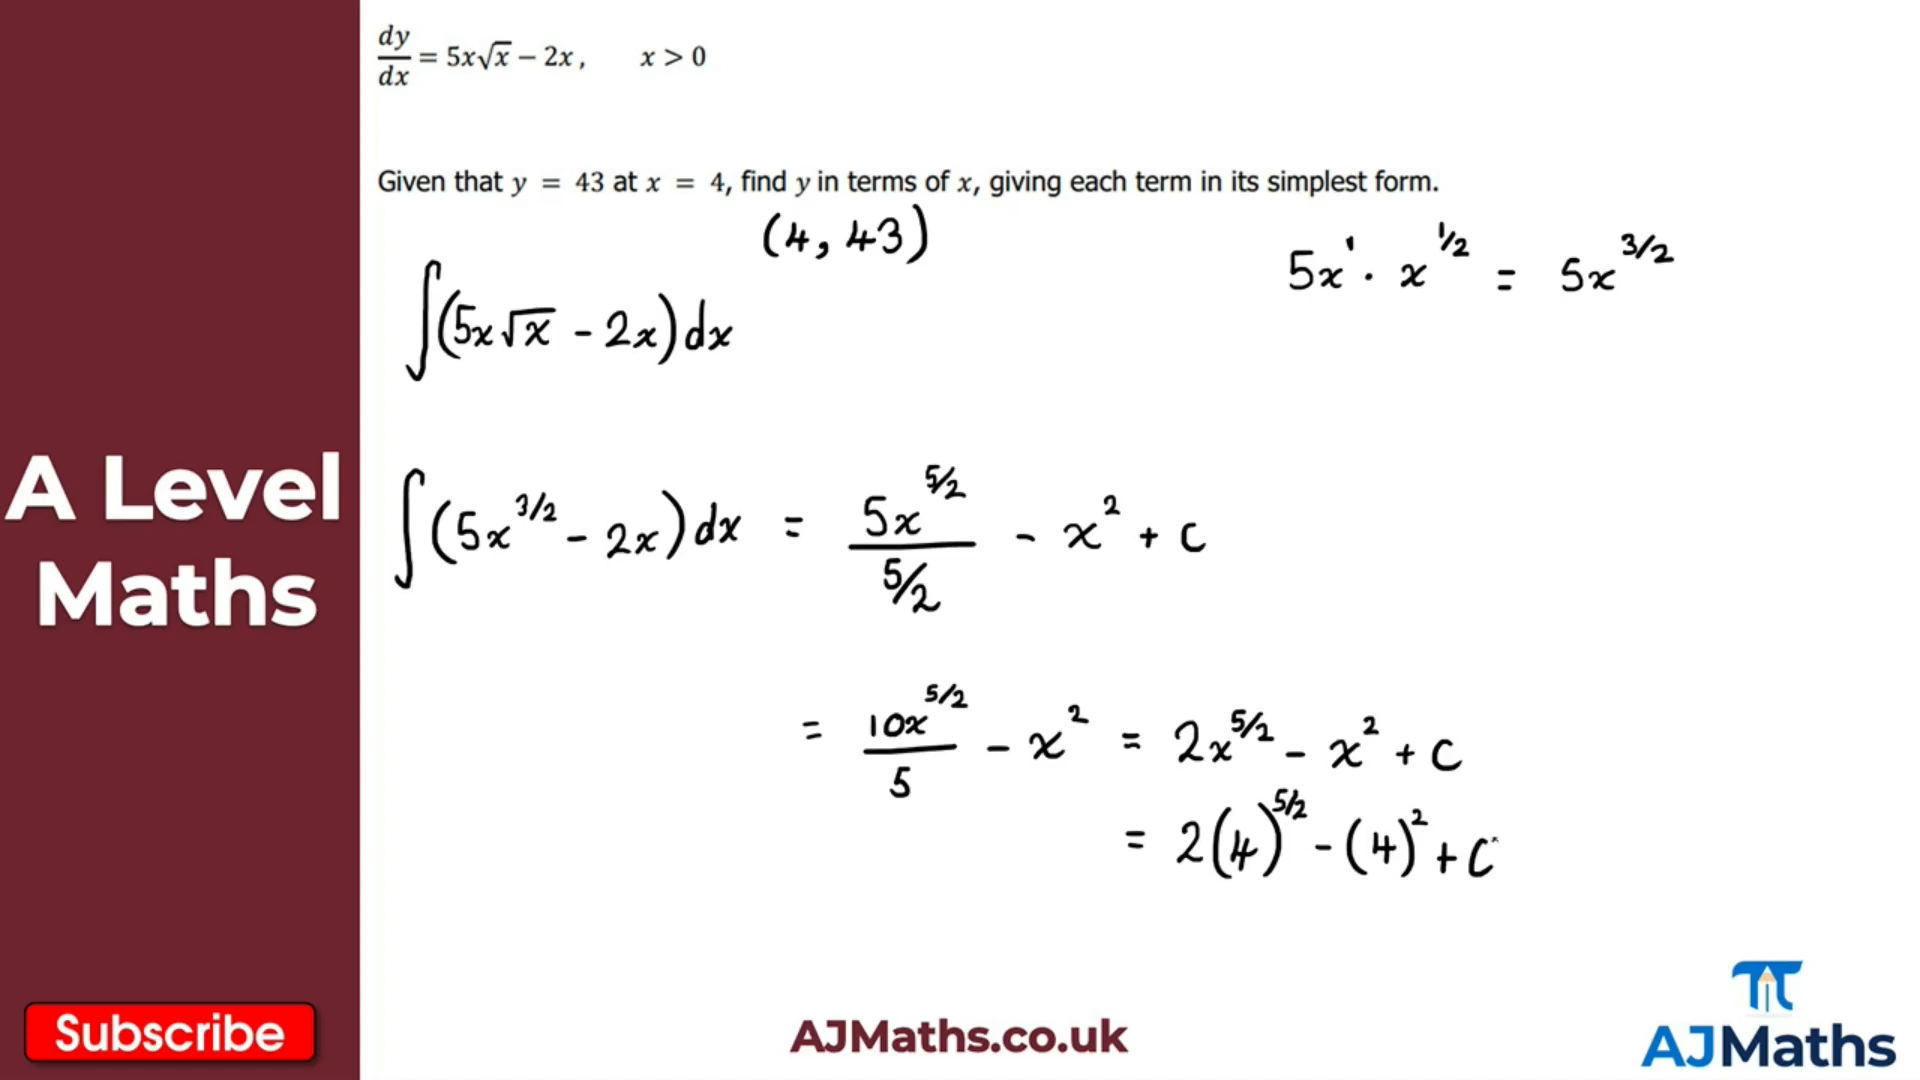 dy/dx = 5x√x − 2x ,  x > 0
Given that y = 43 at x = 4, find y in terms of x, giving each term in its simplest form.
(4, 43)
5x¹ · x^1/2 = 5x^3/2
∫(5x√x − 2x)dx
A Level
Maths
∫(5x^3/2 − 2x)dx = 5x^5/2 / 5/2 − x² + c
= 10x^5/2 / 5 − x² = 2x^5/2 − x² + c
= 2(4)^5/2 − (4)² + c
Subscribe
AJMaths.co.uk
AJMaths